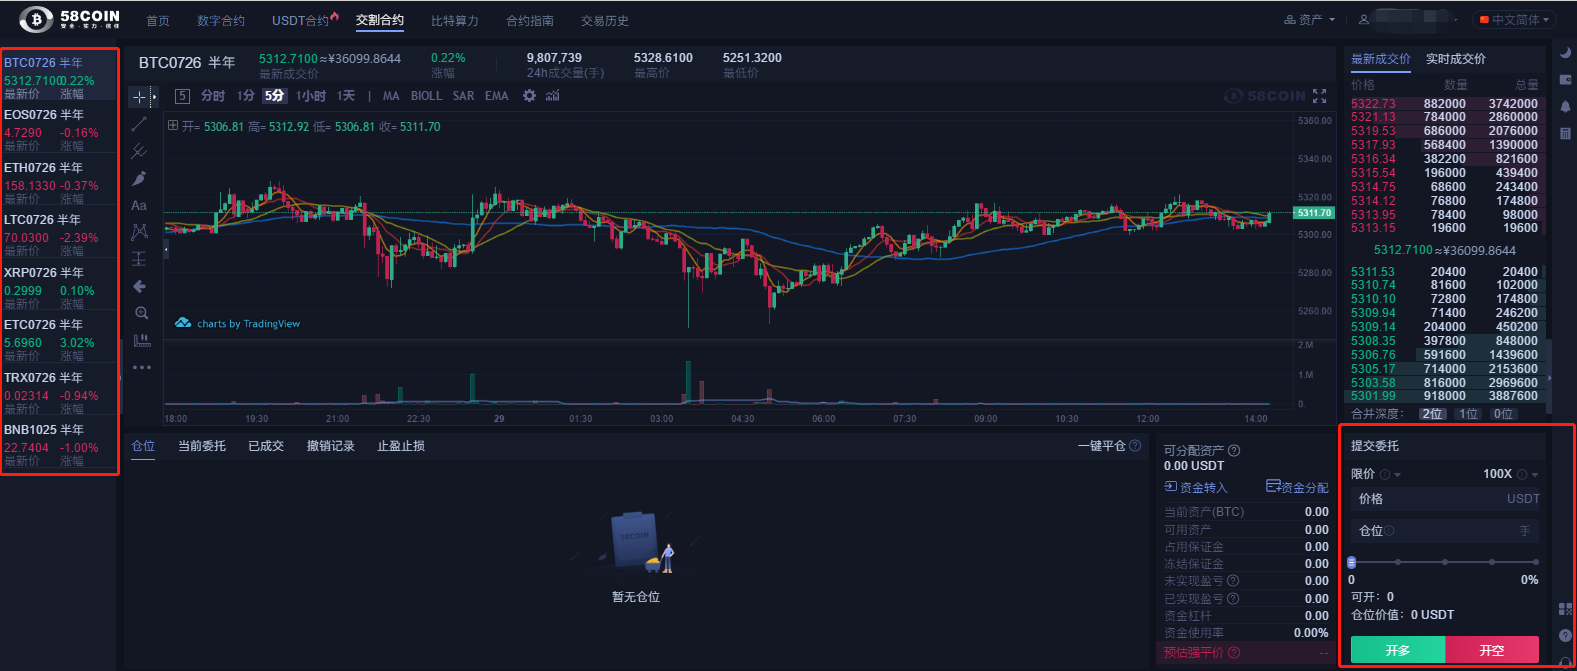 58COIN
安全·实力·信任
首页 数字合约 USDT合约 交割合约 比特算力 合约指南 交易历史 资产 中文简体
BTC0726 半年
5312.7100 0.22%
最新价 涨幅
EOS0726 半年
4.7290 -0.16%
最新价 涨幅
ETH0726 半年
158.1330 -0.37%
最新价 涨幅
LTC0726 半年
70.0300 -2.39%
最新价 涨幅
XRP0726 半年
0.2999 0.10%
最新价 涨幅
ETC0726 半年
5.6960 3.02%
最新价 涨幅
TRX0726 半年
0.02314 -0.94%
最新价 涨幅
BNB1025 半年
22.7404 -1.00%
最新价 涨幅
BTC0726 半年 5312.7100≈¥36099.8644 0.22% 9,807,739 5328.6100 5251.3200
最新成交价 涨幅 24h成交量(手) 最高价 最低价
5 分时 1分 5分 1小时 1天 | MA BIOLL SAR EMA
58COIN
Aa
开= 5306.81 高= 5312.92 低= 5306.81 收= 5311.70
5360.00
5340.00
5320.00
5311.70
5300.00
5280.00
5260.00
charts by TradingView
2.M
1.M
0.
18:00 19:30 21:00 22:30 29 01:30 03:00 04:30 06:00 07:30 09:00 10:30 12:00 14:00
最新成交价 实时成交价
价格 数量 总量
5322.73 882000 3742000
5321.13 784000 2860000
5319.53 686000 2076000
5317.93 568400 1390000
5316.34 382200 821600
5315.54 196000 439400
5314.75 68600 243400
5314.12 76800 174800
5313.95 78400 98000
5313.15 19600 19600
5312.7100≈¥36099.8644
5311.53 20400 20400
5310.74 81600 102000
5310.10 72800 174800
5309.94 71400 246200
5309.14 204000 450200
5308.35 397800 848000
5306.76 591600 1439600
5305.17 714000 2153600
5303.58 816000 2969600
5301.99 918000 3887600
合并深度： 2位 1位 0位
仓位 当前委托 已成交 撤销记录 止盈止损 一键平仓
58COIN
暂无仓位
可分配资产
0.00 USDT
资金转入 资金分配
当前资产(BTC) 0.00
可用资产 0.00
占用保证金 0.00
冻结保证金 0.00
未实现盈亏 0.00
已实现盈亏 0.00
资金杠杆 0.00
资金使用率 0.00%
预估强平价 --
提交委托
限价 100X
价格 USDT
仓位 手
0 0%
可开：0
仓位价值：0 USDT
开多 开空